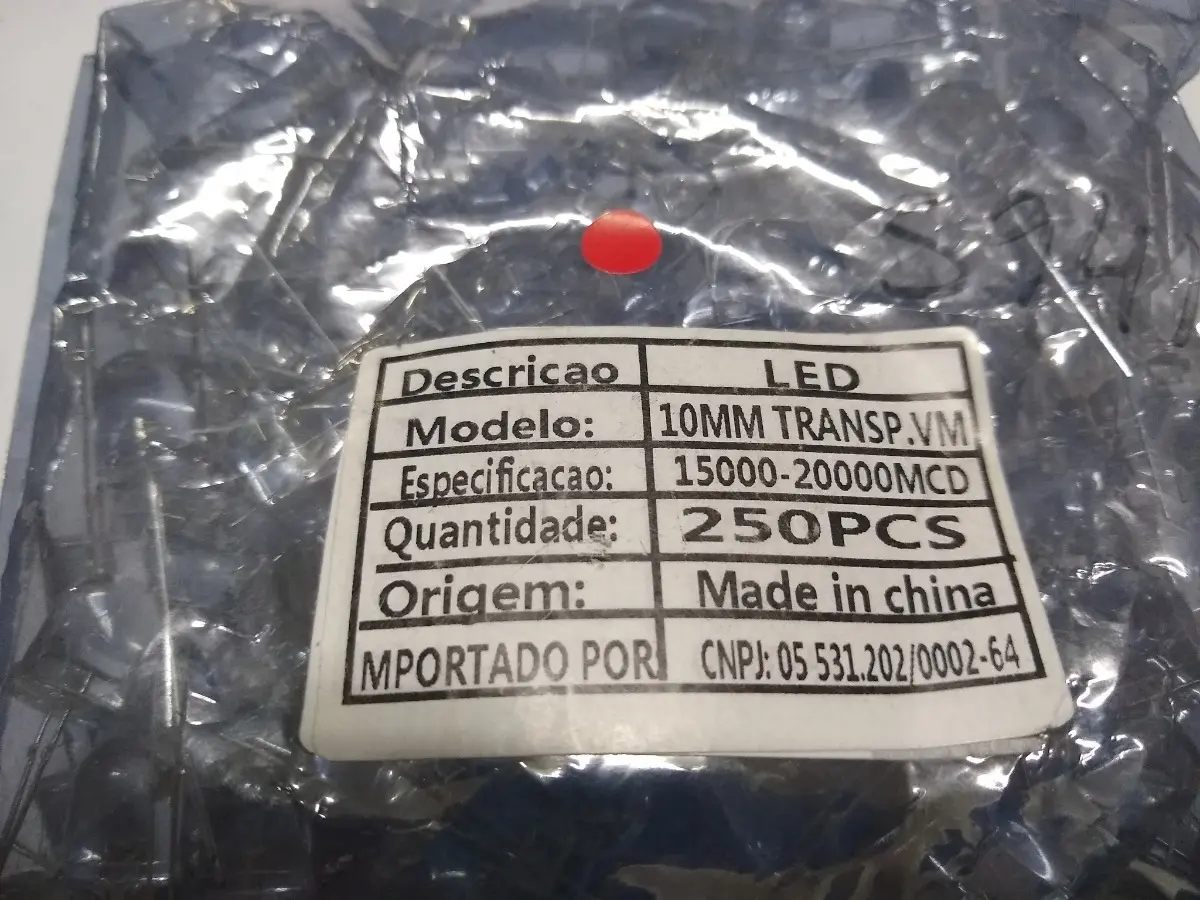 Descricao LED
Modelo: 10MM TRANSP.VM
Especificacao: 15000-20000MCD
Quantidade: 250PCS
Origem: Made in china
MPORTADO POR CNPJ: 05 531.202/0002-64